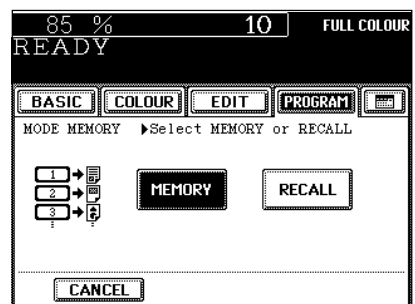 85 % 10 FULL COLOUR
READY
BASIC COLOUR EDIT PROGRAM
MODE MEMORY ▶Select MEMORY or RECALL
1
2
3
MEMORY RECALL
CANCEL